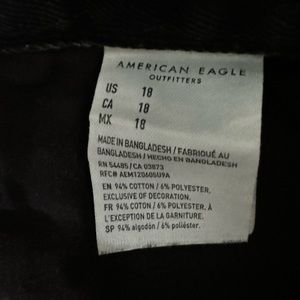 AMERICAN EAGLE
OUTFITTERS
US 18
CA 18
MX 18
MADE IN BANGLADESH / FABRIQUÉ AU
BANGLADESH / HECHO EN BANGLADESH
RN 54485 / CA 03873
RFC# AEM120605U9A
EN 94% COTTON / 6% POLYESTER,
EXCLUSIVE OF DECORATION.
FR 94% COTON / 6% POLYESTER, À
L'EXCEPTION DE LA GARNITURE.
SP 94% algodón / 6% poliéster.